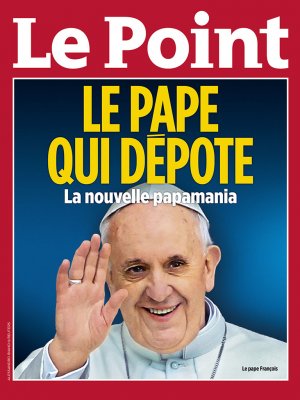 Le Point
LE PAPE
QUI DÉPOTE
La nouvelle papamania
Le pape François